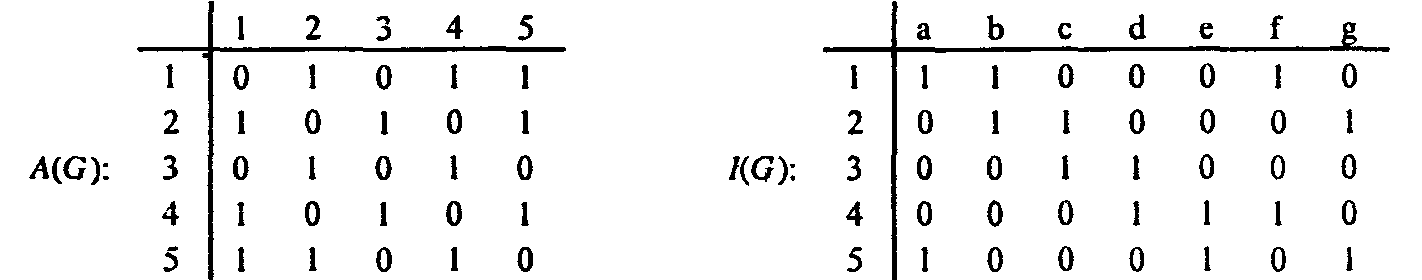 1 2 3 4 5 a b c d e f g
1 0 1 0 1 1 1 1 1 0 0 0 1 0
2 1 0 1 0 1 2 0 1 1 0 0 0 1
A(G): 3 0 1 0 1 0 I(G): 3 0 0 1 1 0 0 0
4 1 0 1 0 1 4 0 0 0 1 1 1 0
5 1 1 0 1 0 5 1 0 0 0 1 0 1